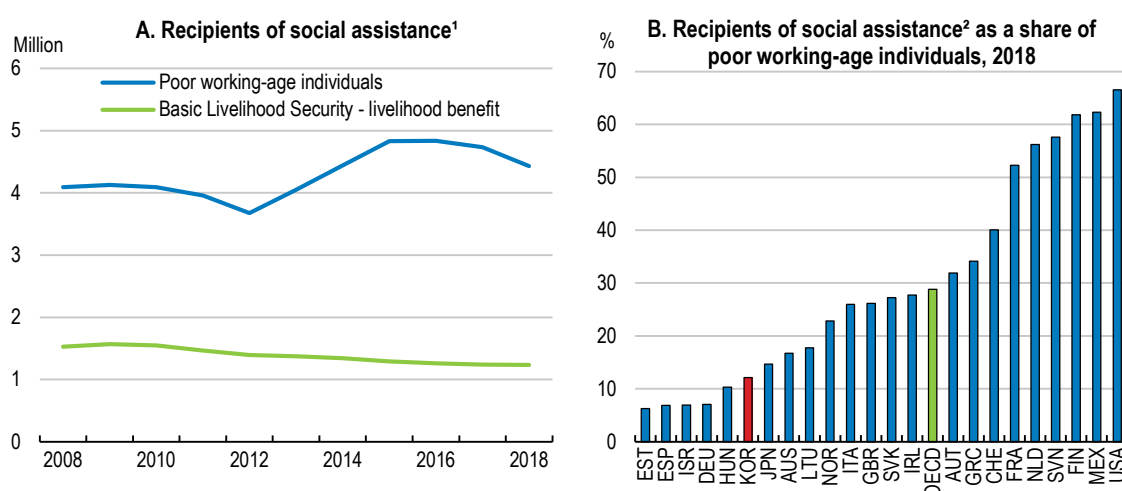 A. Recipients of social assistance¹
Million
6
5
4
3
2
1
0
Poor working-age individuals
Basic Livelihood Security - livelihood benefit
2008 2010 2012 2014 2016 2018
B. Recipients of social assistance² as a share of
poor working-age individuals, 2018
%
70
60
50
40
30
20
10
0
EST ESP ISR DEU HUN KOR JPN AUS LTU NOR ITA GBR SVK IRL OECD AUT GRC CHE FRA NLD SVN FIN MEX USA